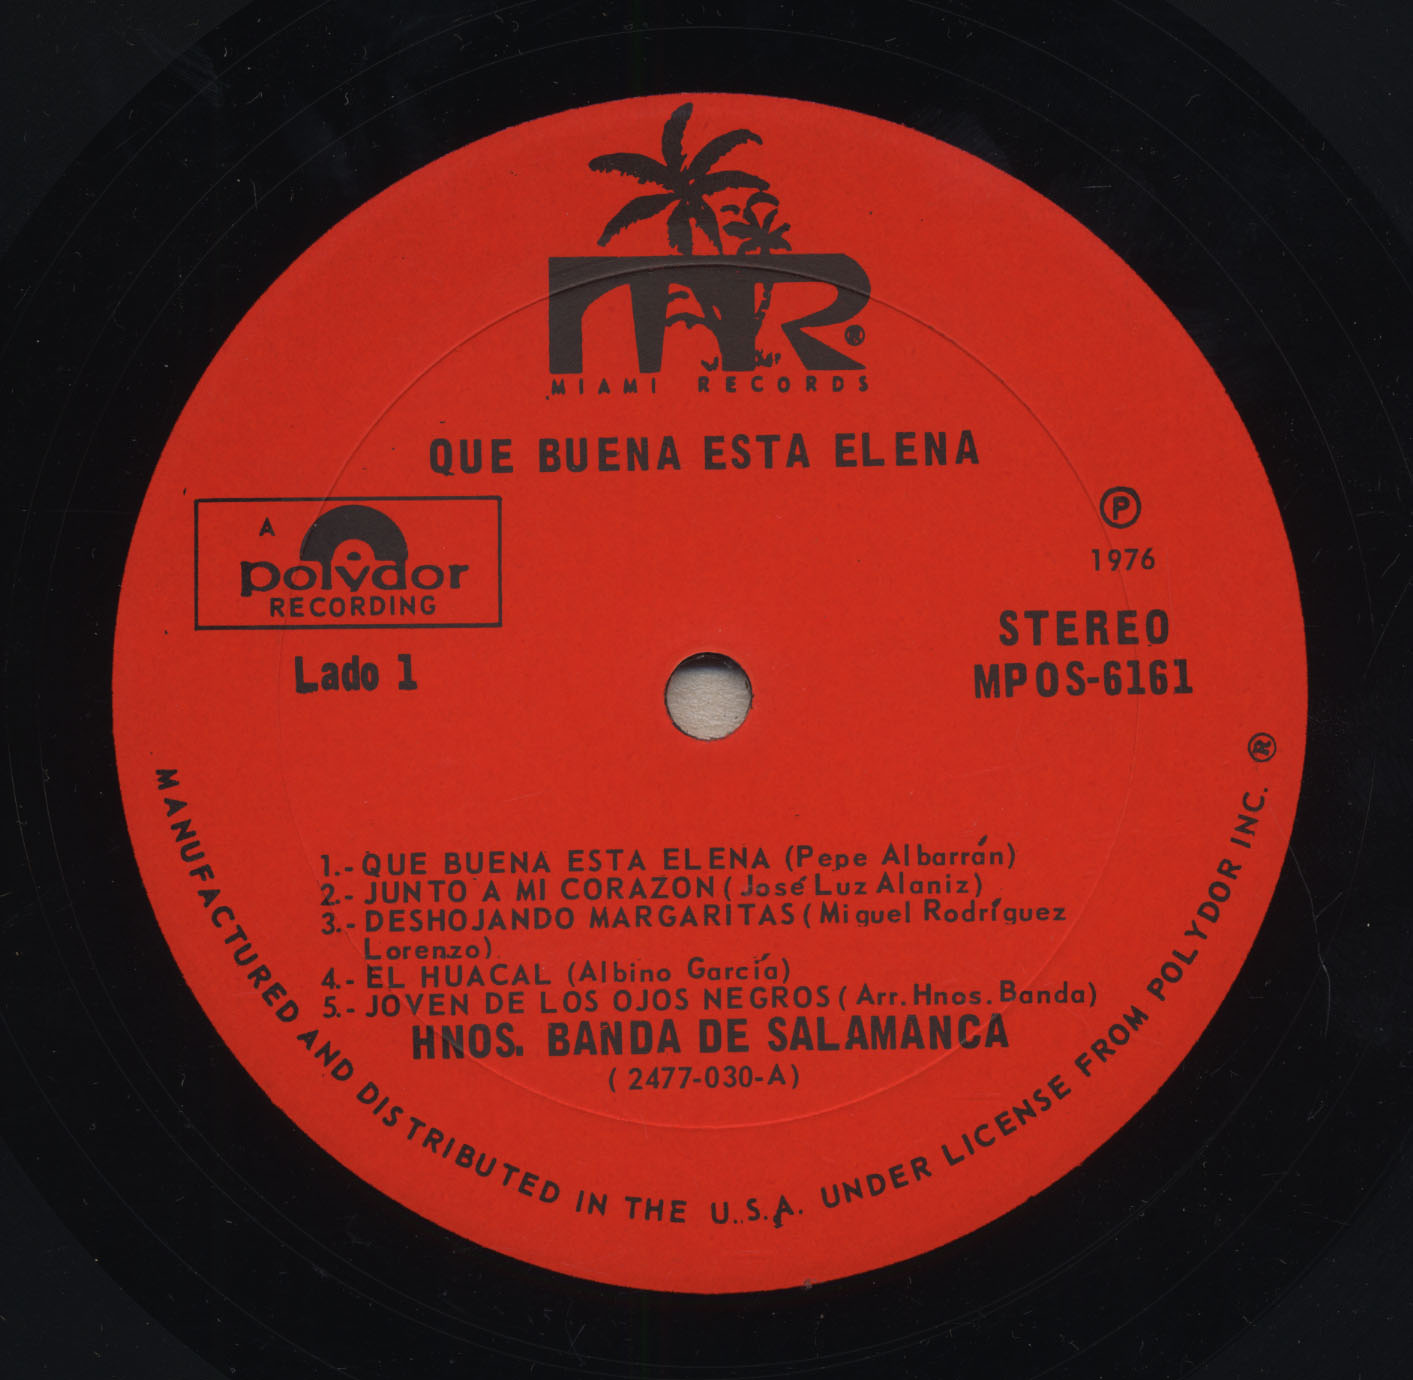 MR ®
MIAMI RECORDS
QUE BUENA ESTA ELENA
A
polydor
RECORDING
Lado 1
Ⓟ
1976
STEREO
MPOS-6161
1.- QUE BUENA ESTA ELENA (Pepe Albarrán)
2.- JUNTO A MI CORAZON (José Luz Alaniz)
3.- DESHOJANDO MARGARITAS (Miguel Rodríguez
Lorenzo)
4.- EL HUACAL (Albino García)
5.- JOVEN DE LOS OJOS NEGROS (Arr. Hnos. Banda)
HNOS. BANDA DE SALAMANCA
(2477-030-A)
MANUFACTURED AND DISTRIBUTED IN THE U.S.A. UNDER LICENSE FROM POLYDOR INC. ®